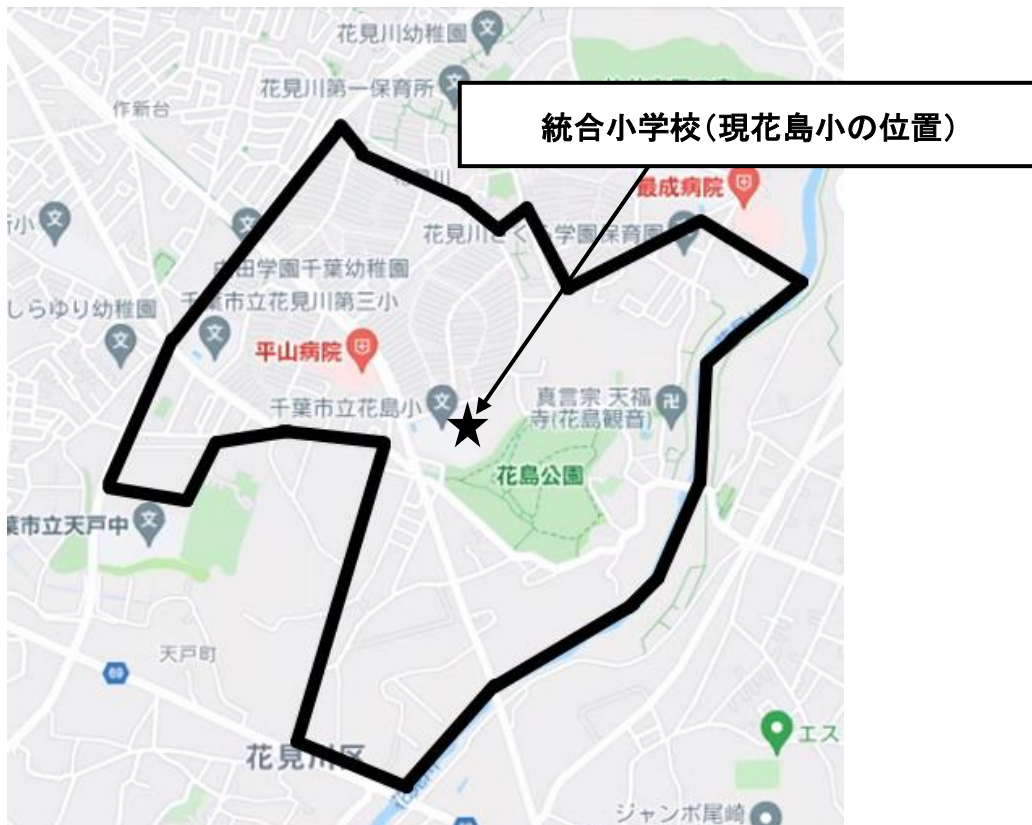 花見川幼稚園
花見川第一保育所
作新台
統合小学校(現花島小の位置)
最成病院
小
花見川さくら学園保育園
内田学園千葉幼稚園
しらゆり幼稚園
千葉市立花見川第三小
平山病院
千葉市立花島小
真言宗 天福
寺(花島観音)
花島公園
葉市立天戸中
天戸町
69
エス
花見川区
ジャンボ尾崎